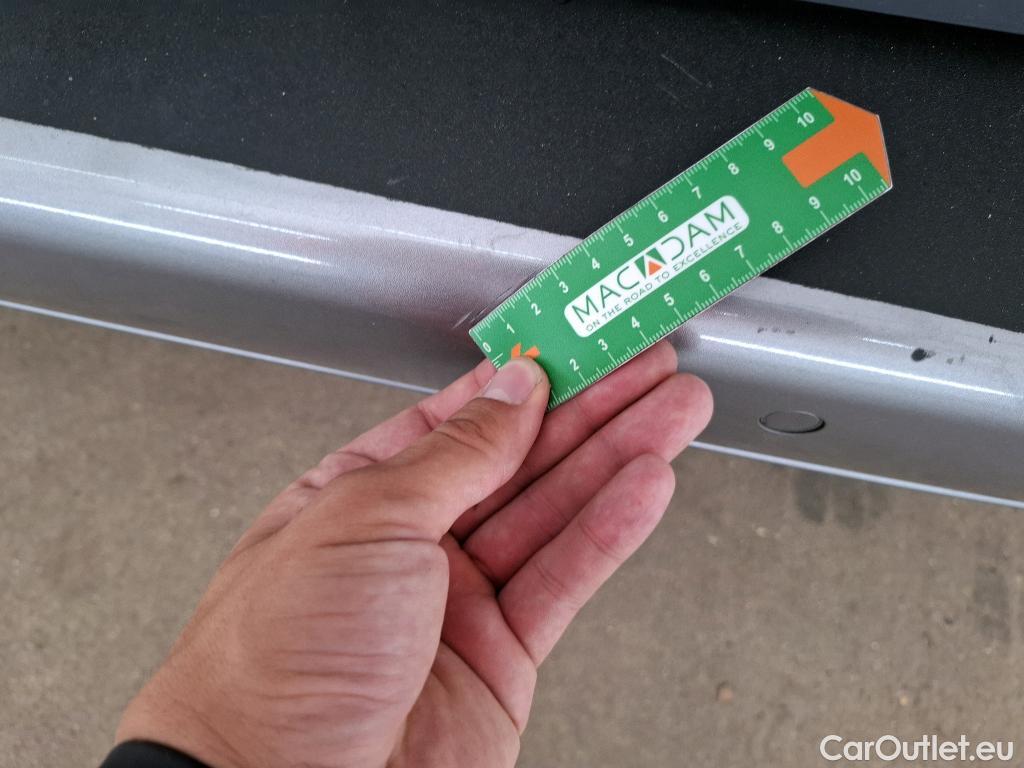 0 1 2 3 4 5 6 7 8 9 10
MACADAM
ON THE ROAD TO EXCELLENCE
2 3 4 5 6 7 8 9 10
CarOutlet.eu